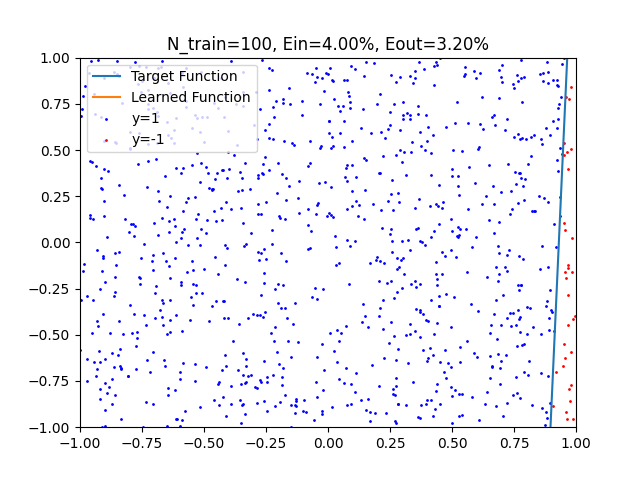 N_train=100, Ein=4.00%, Eout=3.20%
1.00
0.75
0.50
0.25
0.00
−0.25
−0.50
−0.75
−1.00
Target Function
Learned Function
y=1
y=-1
−1.00 −0.75 −0.50 −0.25 0.00 0.25 0.50 0.75 1.00